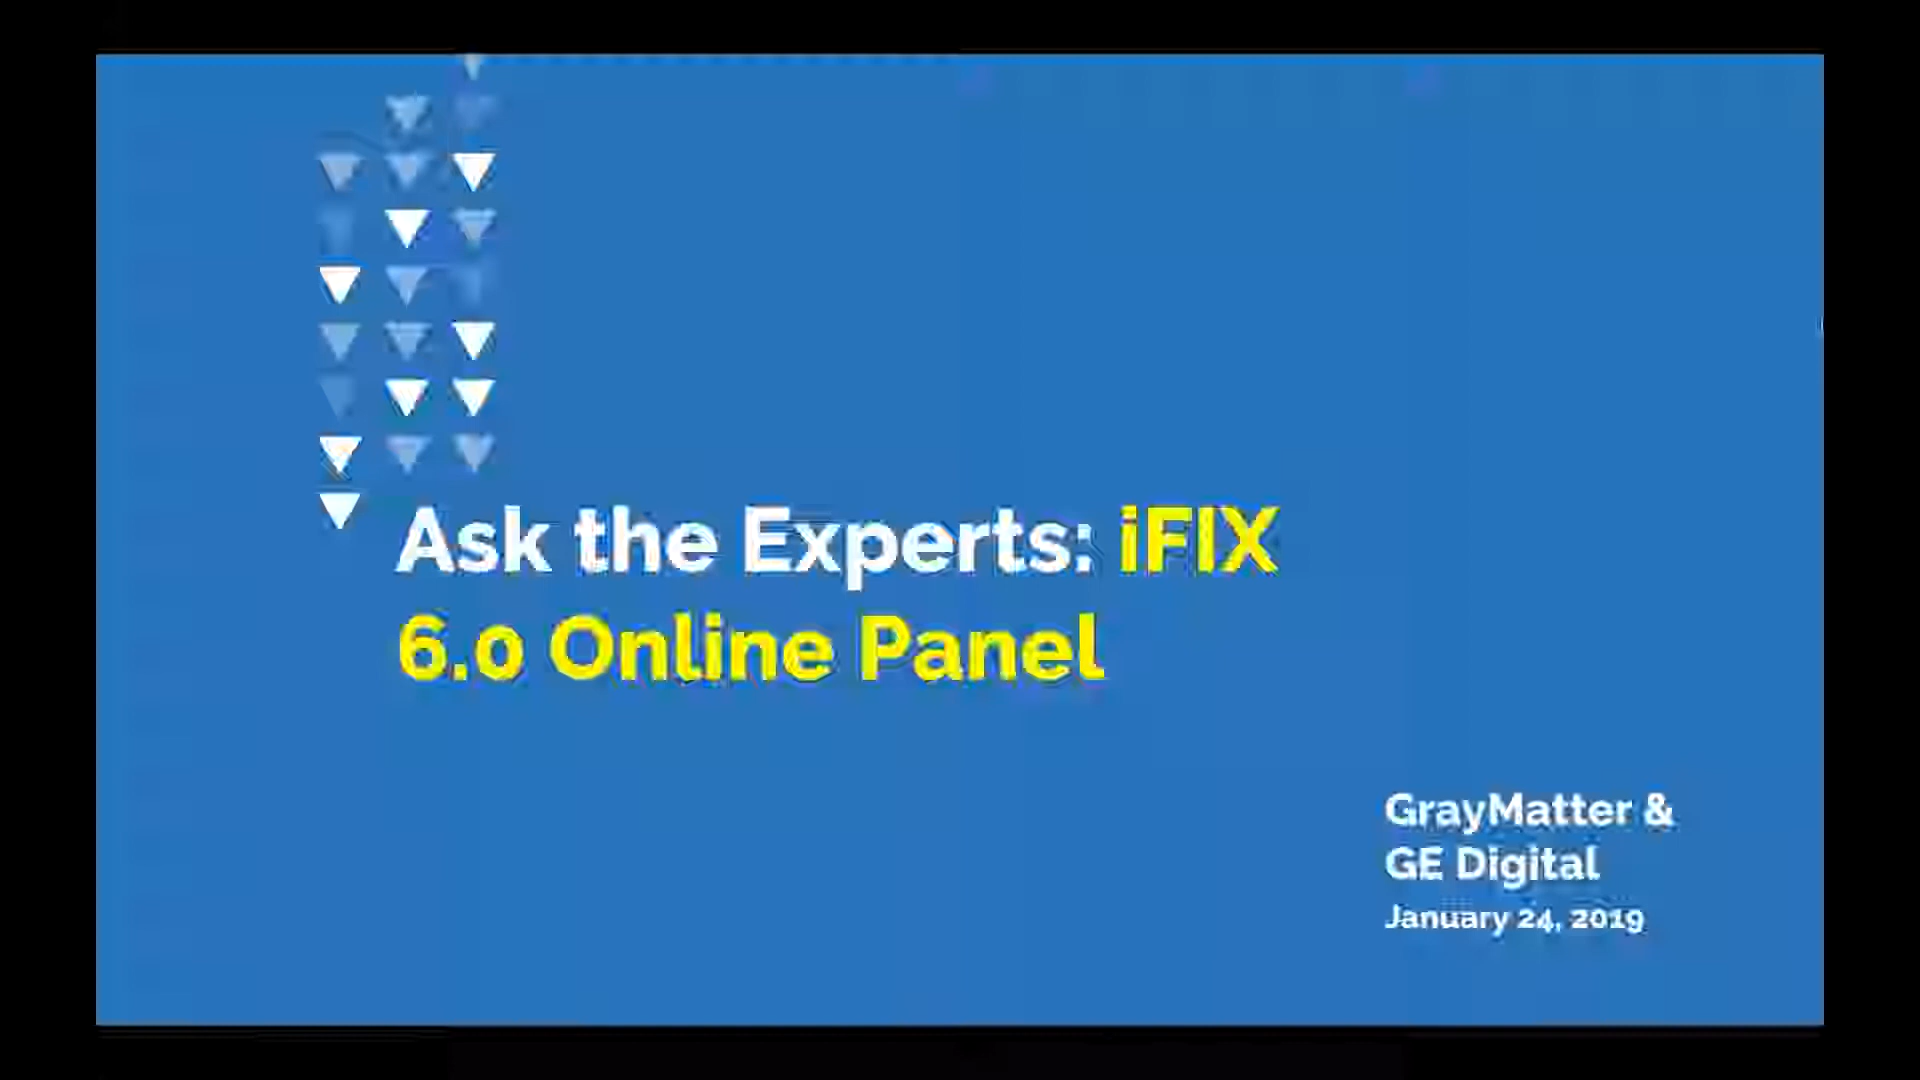 Ask the Experts: iFIX
6.0 Online Panel
GrayMatter &
GE Digital
January 24, 2019